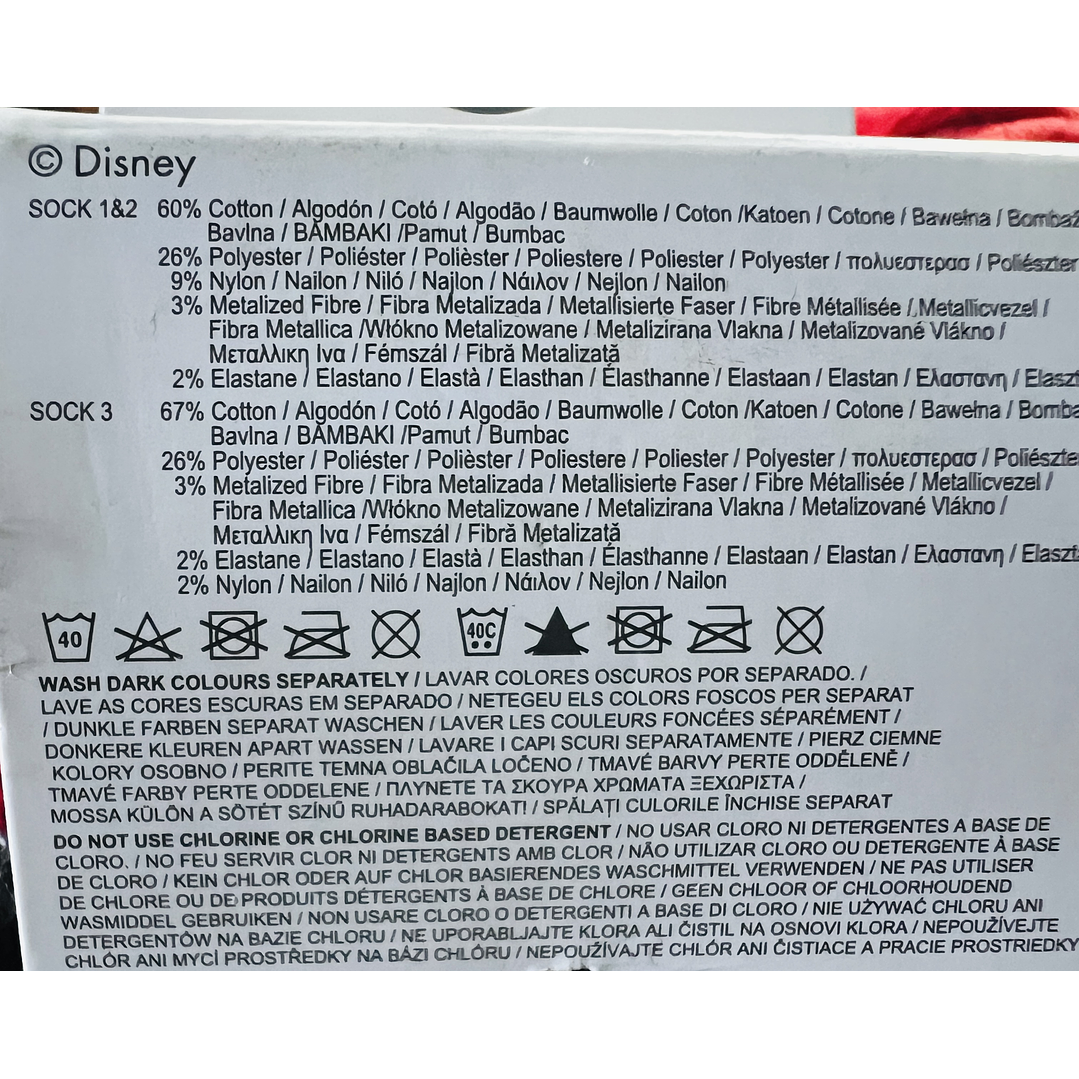 © Disney
SOCK 1&2 60% Cotton / Algodón / Cotó / Algodão / Baumwolle / Coton /Katoen / Cotone / Bawełna /
Bavlna / BAMBAKI /Pamut / Bumbac
26% Polyester / Poliéster / Polièster / Poliestere / Poliester / Polyester / πολυεστερασ / Poliészter
9% Nylon / Nailon / Niló / Najlon / Νάιλον / Nejlon / Nailon
3% Metalized Fibre / Fibra Metalizada / Metallisierte Faser / Fibre Métallisée / Metallicvezel /
Fibra Metallica /Włókno Metalizowane / Metalizirana Vlakna / Metalizované Vlákno /
Μεταλλικη Ινα / Fémszál / Fibră Metalizată
2% Elastane / Elastano / Elastà / Elasthan / Élasthanne / Elastaan / Elastan / Ελαστανη /
SOCK 3 67% Cotton / Algodón / Cotó / Algodão / Baumwolle / Coton /Katoen / Cotone / Bawełna /
Bavlna / BAMBAKI /Pamut / Bumbac
26% Polyester / Poliéster / Polièster / Poliestere / Poliester / Polyester / πολυεστερασ /
3% Metalized Fibre / Fibra Metalizada / Metallisierte Faser / Fibre Métallisée / Metallicvezel /
Fibra Metallica /Włókno Metalizowane / Metalizirana Vlakna / Metalizované Vlákno /
Μεταλλικη Ινα / Fémszál / Fibră Metalizată
2% Elastane / Elastano / Elastà / Elasthan / Élasthanne / Elastaan / Elastan / Ελαστανη /
2% Nylon / Nailon / Niló / Najlon / Νάιλον / Nejlon / Nailon
40 40C
WASH DARK COLOURS SEPARATELY / LAVAR COLORES OSCUROS POR SEPARADO. /
LAVE AS CORES ESCURAS EM SEPARADO / NETEGEU ELS COLORS FOSCOS PER SEPARAT
/ DUNKLE FARBEN SEPARAT WASCHEN / LAVER LES COULEURS FONCÉES SÉPARÉMENT /
DONKERE KLEUREN APART WASSEN / LAVARE I CAPI SCURI SEPARATAMENTE / PIERZ CIEMNE
KOLORY OSOBNO / PERITE TEMNA OBLAČILA LOČENO / TMAVÉ BARVY PERTE ODDĚLENĚ /
TMAVÉ FARBY PERTE ODDELENE / ΠΛΥΝΕΤΕ ΤΑ ΣΚΟΥΡΑ ΧΡΩΜΑΤΑ ΞΕΧΩΡΙΣΤΑ /
MOSSA KÜLÖN A SÖTÉT SZÍNŰ RUHADARABOKAT! / SPĂLAȚI CULORILE ÎNCHISE SEPARAT
DO NOT USE CHLORINE OR CHLORINE BASED DETERGENT / NO USAR CLORO NI DETERGENTES A BASE DE
CLORO. / NO FEU SERVIR CLOR NI DETERGENTS AMB CLOR / NÃO UTILIZAR CLORO OU DETERGENTE À BASE
DE CLORO / KEIN CHLOR ODER AUF CHLOR BASIERENDES WASCHMITTEL VERWENDEN / NE PAS UTILISER
DE CHLORE OU DE PRODUITS DÉTERGENTS À BASE DE CHLORE / GEEN CHLOOR OF CHLOORHOUDEND
WASMIDDEL GEBRUIKEN / NON USARE CLORO O DETERGENTI A BASE DI CLORO / NIE UŻYWAĆ CHLORU ANI
DETERGENTÓW NA BAZIE CHLORU / NE UPORABLJAJTE KLORA ALI ČISTIL NA OSNOVI KLORA / NEPOUŽÍVEJTE
CHLÓR ANI MYCÍ PROSTŘEDKY NA BÁZI CHLÓRU / NEPOUŽÍVAJTE CHLÓR ANI ČISTIACE A PRACIE PROSTRIEDKY